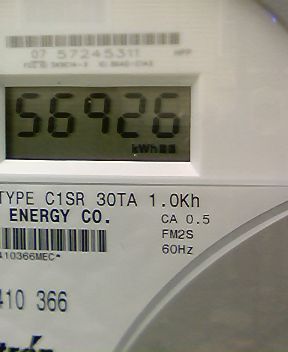 07 57245311
56926
kWh
TYPE C1SR 30TA 1.0Kh
ENERGY CO.
CA 0.5
FM2S
60Hz
410366MEC*
410 366